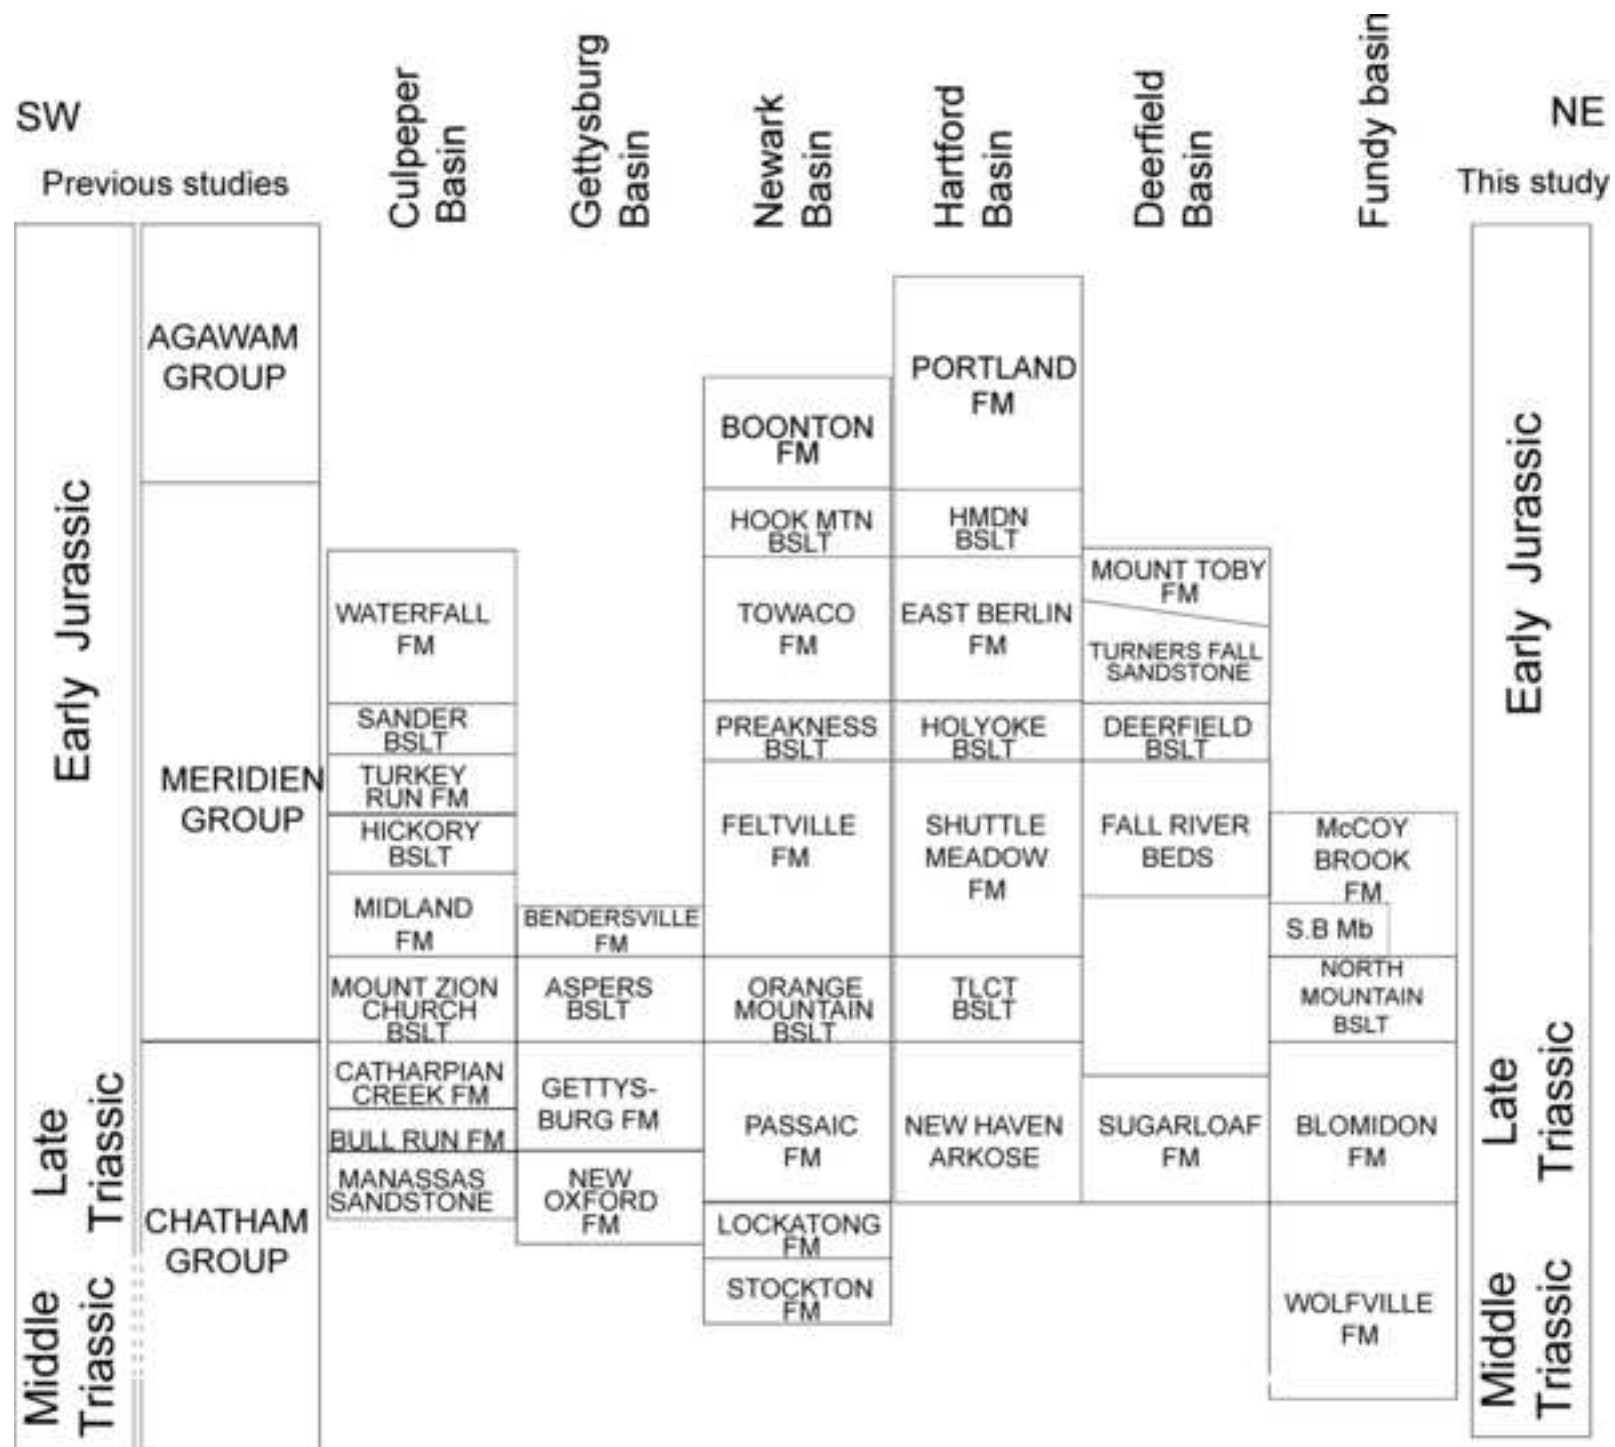 SW
NE
Previous studies
This study
Culpeper
Basin
Gettysburg
Basin
Newark
Basin
Hartford
Basin
Deerfield
Basin
Fundy basin
Early Jurassic
Late
Triassic
Middle
Triassic
AGAWAM
GROUP
MERIDIEN
GROUP
CHATHAM
GROUP
WATERFALL
FM
SANDER
BSLT
TURKEY
RUN FM
HICKORY
BSLT
MIDLAND
FM
MOUNT ZION
CHURCH
BSLT
CATHARPIAN
CREEK FM
BULL RUN FM
MANASSAS
SANDSTONE
BENDERSVILLE
FM
ASPERS
BSLT
GETTYS-
BURG FM
NEW
OXFORD
FM
BOONTON
FM
HOOK MTN
BSLT
TOWACO
FM
PREAKNESS
BSLT
FELTVILLE
FM
ORANGE
MOUNTAIN
BSLT
PASSAIC
FM
LOCKATONG
FM
STOCKTON
FM
PORTLAND
FM
HMDN
BSLT
EAST BERLIN
FM
HOLYOKE
BSLT
SHUTTLE
MEADOW
FM
TLCT
BSLT
NEW HAVEN
ARKOSE
MOUNT TOBY
FM
TURNERS FALL
SANDSTONE
DEERFIELD
BSLT
FALL RIVER
BEDS
SUGARLOAF
FM
McCOY
BROOK
FM
S.B Mb
NORTH
MOUNTAIN
BSLT
BLOMIDON
FM
WOLFVILLE
FM
Early Jurassic
Late
Triassic
Middle
Triassic